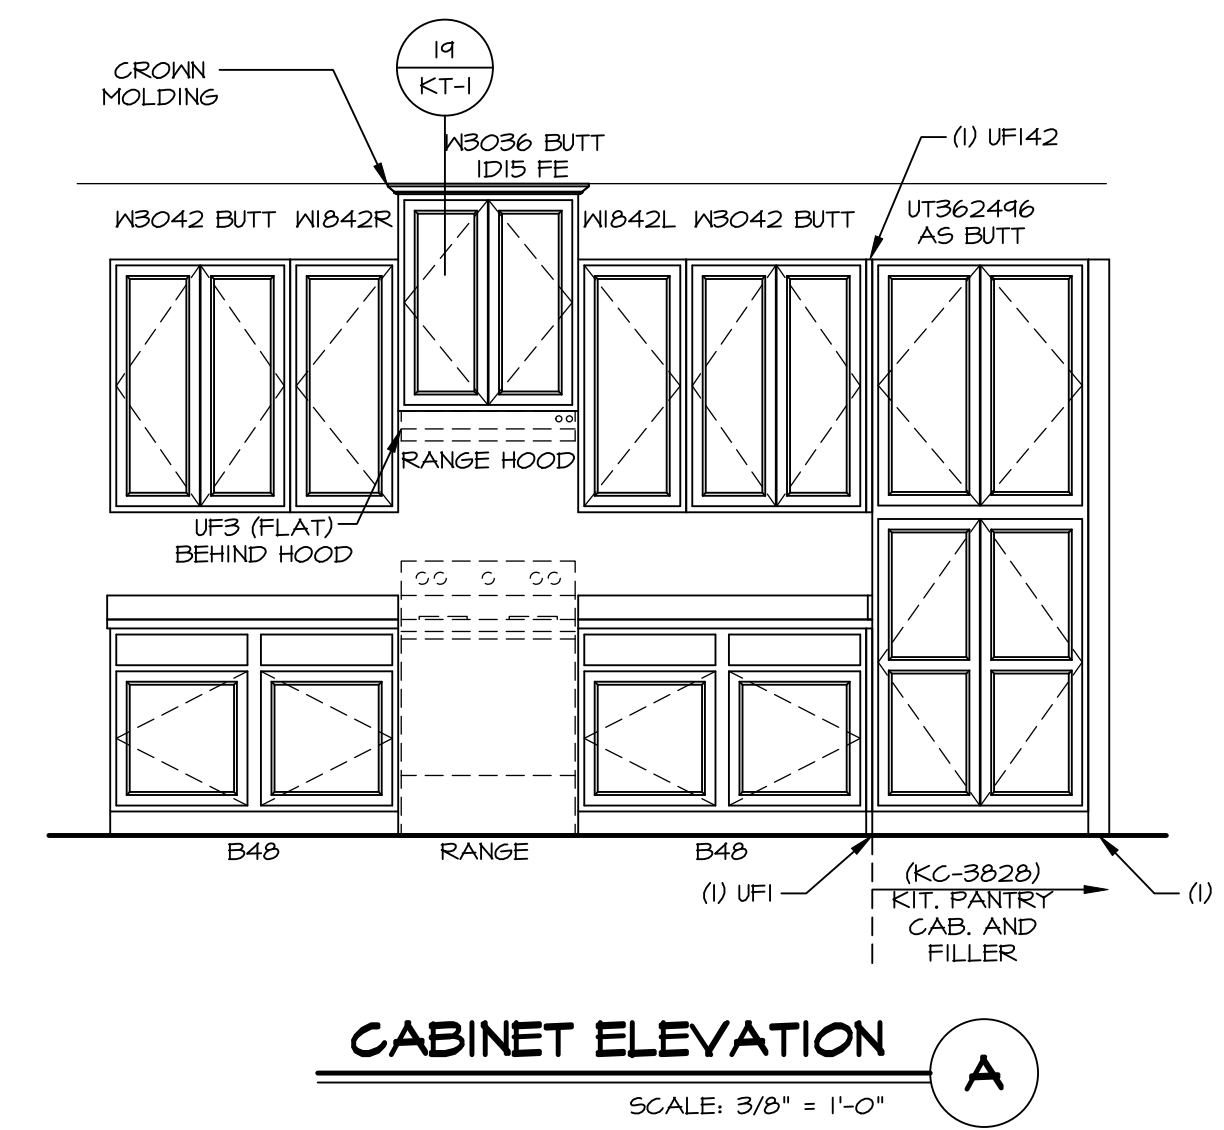 19
KT-1
CROWN
MOLDING
W3036 BUTT
1D15 FE
(1) UF142
W3042 BUTT
W1842R
W1842L
W3042 BUTT
UT362496
AS BUTT
RANGE HOOD
UF3 (FLAT)
BEHIND HOOD
B48
RANGE
B48
(1) UF1
(KC-3828)
KIT. PANTRY
CAB. AND
FILLER
(1)
CABINET ELEVATION
A
SCALE: 3/8" = 1'-0"